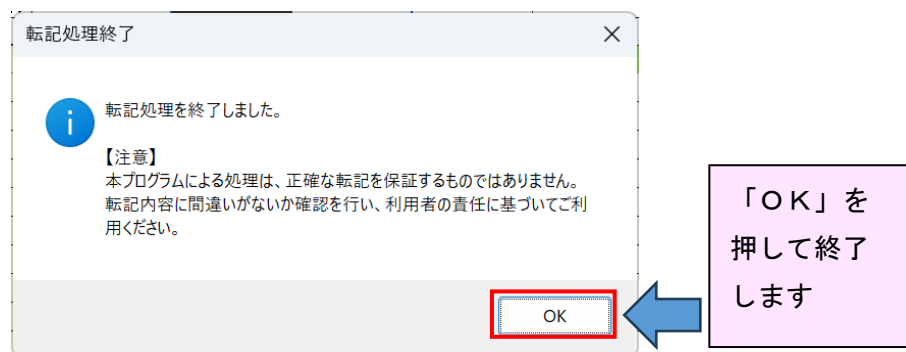 転記処理終了
転記処理を終了しました。
【注意】
本プログラムによる処理は、正確な転記を保証するものではありません。
転記内容に間違いがないか確認を行い、利用者の責任に基づいてご利
用ください。
OK
「ＯＫ」を
押して終了
します